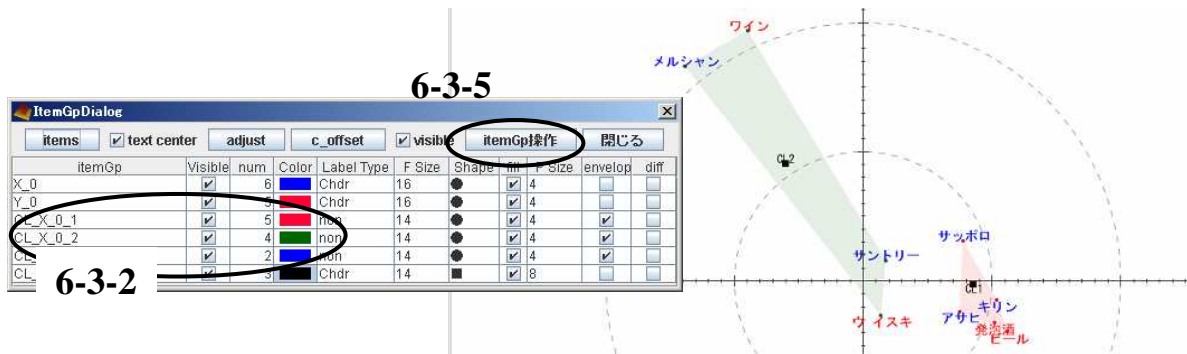 6-3-5
ItemGpDialog
items text center adjust c_offset visible itemGp操作 閉じる
itemGp Visible num Color Label Type F Size Shape fill P Size envelop diff
X_0 6 Chdr 16 4
Y_0 5 Chdr 16 4
CL_X_0_1 5 non 14 4
CL_X_0_2 4 non 14 4
2 non 14 4
3 Chdr 14 8
6-3-2
ワイン
メルシャン
CL2
サッポロ
サントリー
CL1
キリン
アサヒ
ウイスキ
発泡酒
ビール